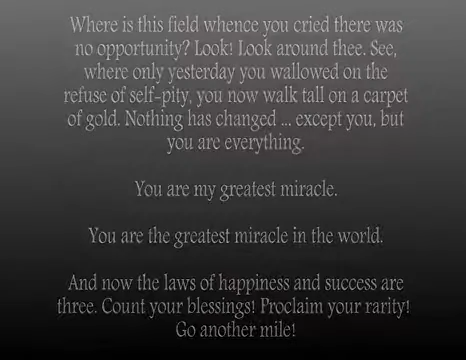 Where is this field whence you cried there was
no opportunity? Look! Look around thee. See,
where only yesterday you wallowed on the
refuse of self-pity, you now walk tall on a carpet
of gold. Nothing has changed ... except you, but
you are everything.
You are my greatest miracle.
You are the greatest miracle in the world.
And now the laws of happiness and success are
three. Count your blessings! Proclaim your rarity!
Go another mile!